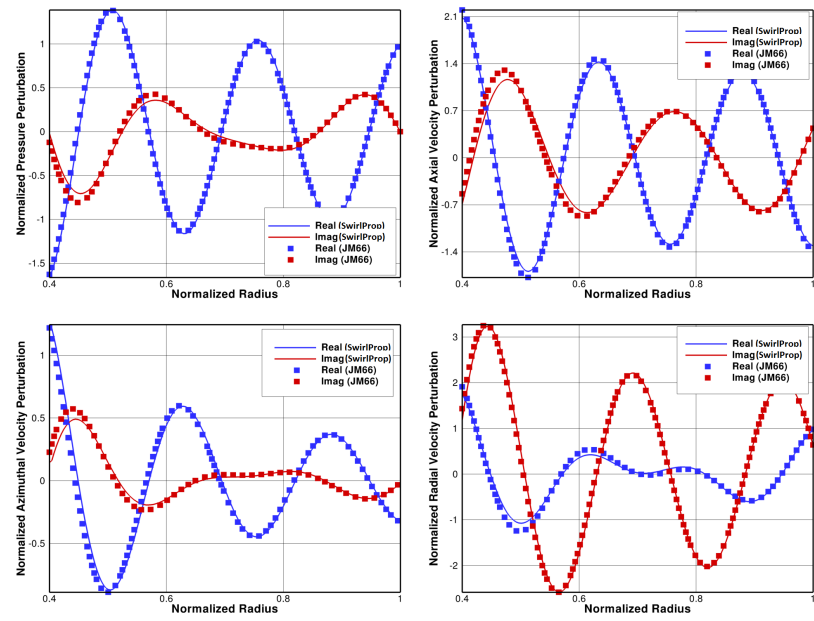 Normalized Pressure Perturbation
1
0.5
0
-0.5
-1
-1.5
Real (SwirlProp)
Imag(SwirlProp)
Real (JM66)
Imag (JM66)
0.4 0.6 0.8 1
Normalized Radius
Normalized Axial Velocity Perturbation
2.1
1.4
0.7
0
-0.7
-1.4
Real (SwirlProp)
Imag(SwirlProp)
Real (JM66)
Imag (JM66)
0.4 0.6 0.8 1
Normalized Radius
Normalized Azimuthal Velocity Perturbation
1
0.5
0
-0.5
Real (SwirlProp)
Imag(SwirlProp)
Real (JM66)
Imag (JM66)
0.4 0.6 0.8 1
Normalized Radius
Normalized Radial Velocity Perturbation
3
2
1
0
-1
-2
Real (SwirlProp)
Imag(SwirlProp)
Real (JM66)
Imag (JM66)
0.4 0.6 0.8 1
Normalized Radius